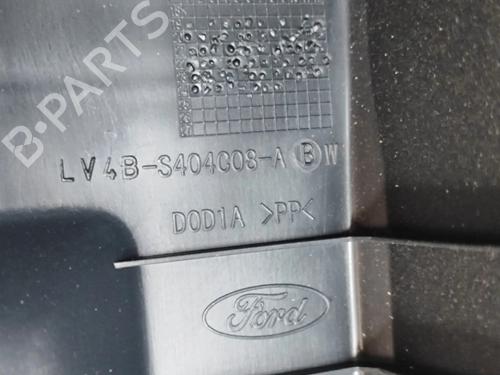 B-PARTS
LV4B-S404C08-A B W
DOD1A >PP<
Ford